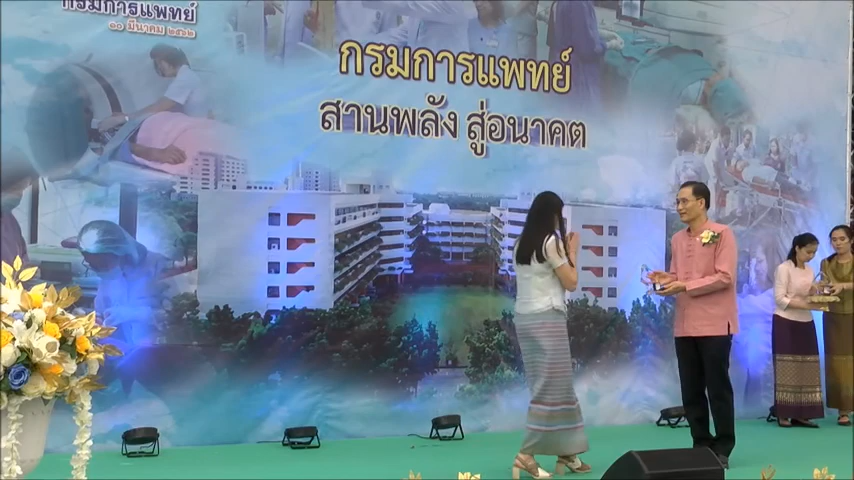 กรมการแพทย์
๑๐ มีนาคม ๒๕๖๒
กรมการแพทย์
สานพลัง สู่อนาคต